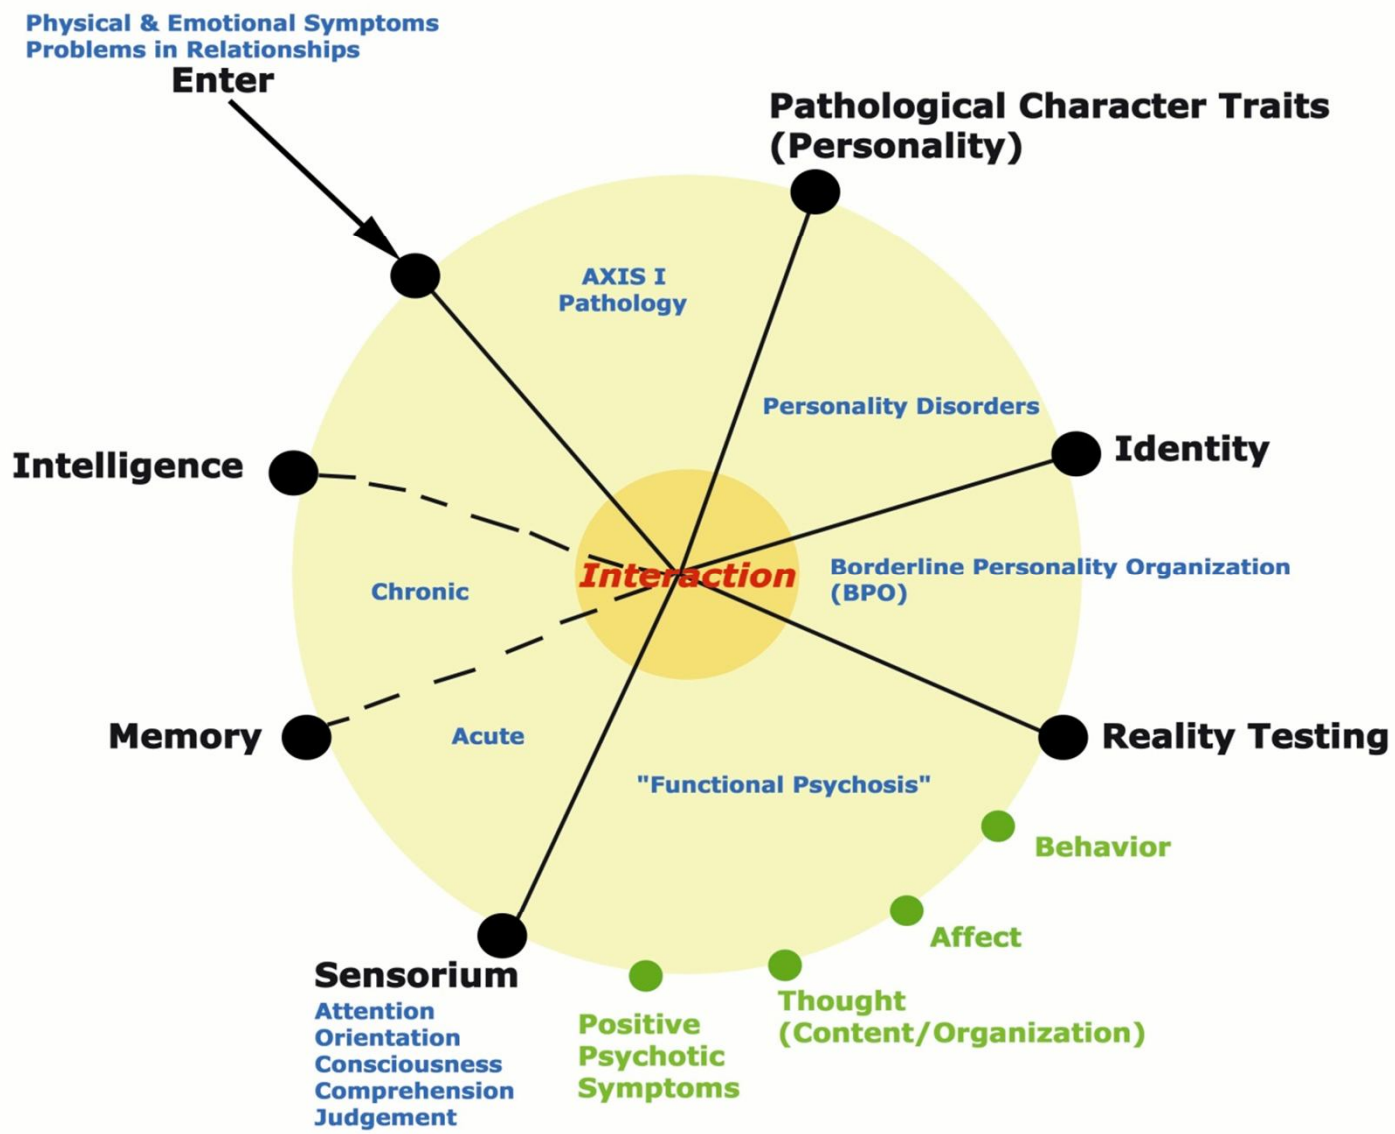 Physical & Emotional Symptoms
Problems in Relationships
Enter
Pathological Character Traits
(Personality)
AXIS I
Pathology
Personality Disorders
Identity
Intelligence
Interaction
Borderline Personality Organization
(BPO)
Chronic
Memory
Acute
Reality Testing
"Functional Psychosis"
Behavior
Affect
Sensorium
Attention
Orientation
Consciousness
Comprehension
Judgement
Positive
Psychotic
Symptoms
Thought
(Content/Organization)